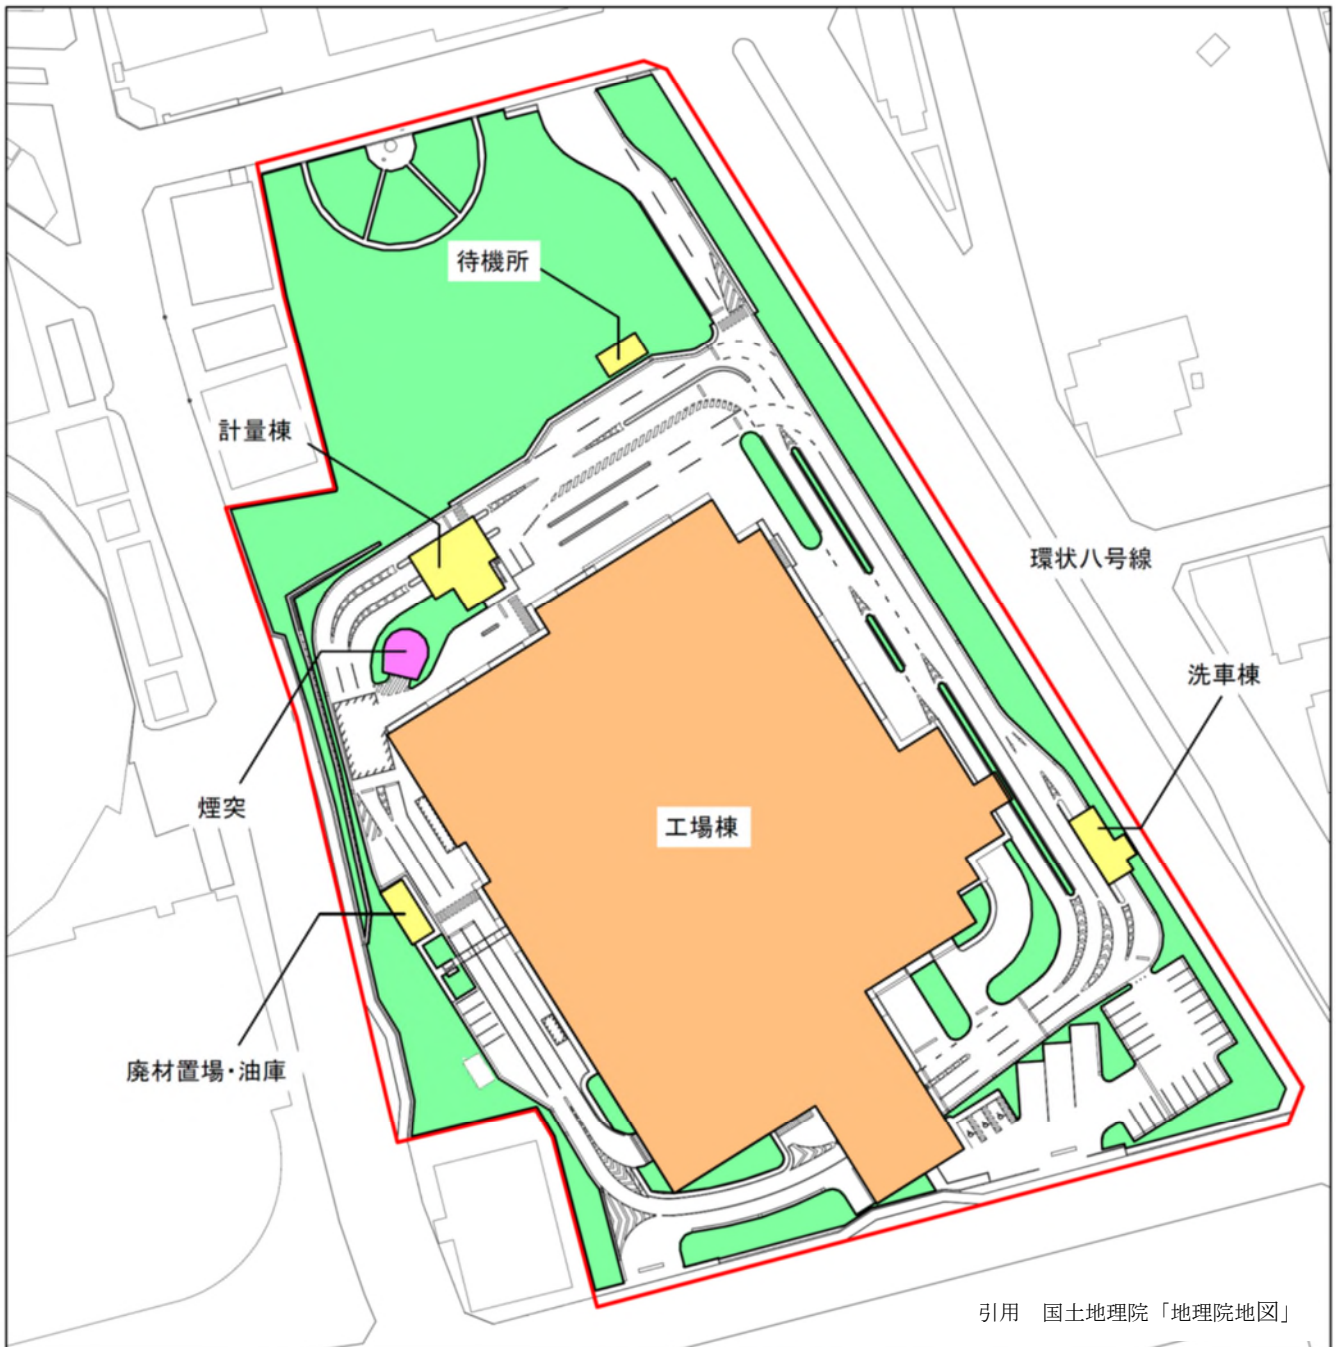 待機所
計量棟
環状八号線
洗車棟
煙突
工場棟
廃材置場・油庫
引用 国土地理院「地理院地図」